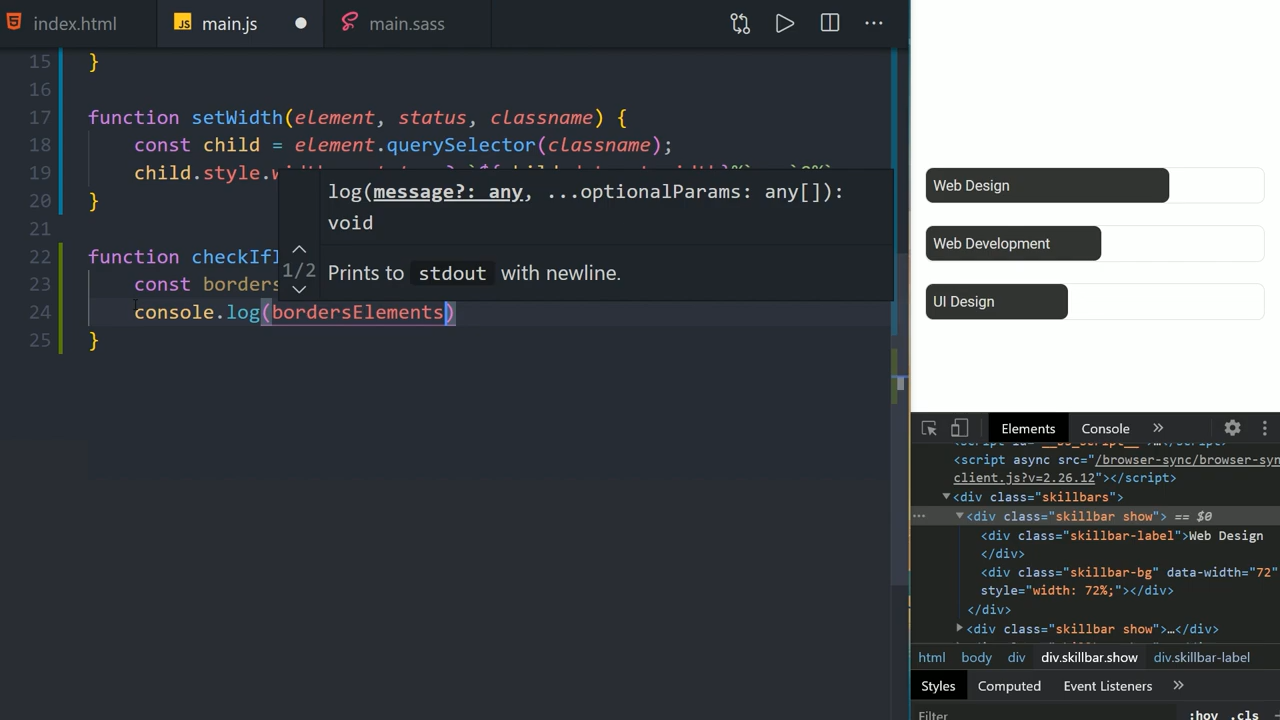 index.html
JS main.js
main.sass
15 }
16
17 function setWidth(element, status, classname) {
18 const child = element.querySelector(classname);
19 child.style.w
20 }
21
22 function checkIf
23 const borders
24 console.log(bordersElements)
25 }
log(message?: any, ...optionalParams: any[]):
void
1/2
Prints to stdout with newline.
Web Design
Web Development
UI Design
Elements
Console
»
<script async src="/browser-sync/browser-syn
client.js?v=2.26.12"></script>
<div class="skillbars">
<div class="skillbar show"> == $0
<div class="skillbar-label">Web Design
</div>
<div class="skillbar-bg" data-width="72"
style="width: 72%;"></div>
</div>
<div class="skillbar show">…</div>
html body div div.skillbar.show div.skillbar-label
Styles Computed Event Listeners »
Filter :hov .cls